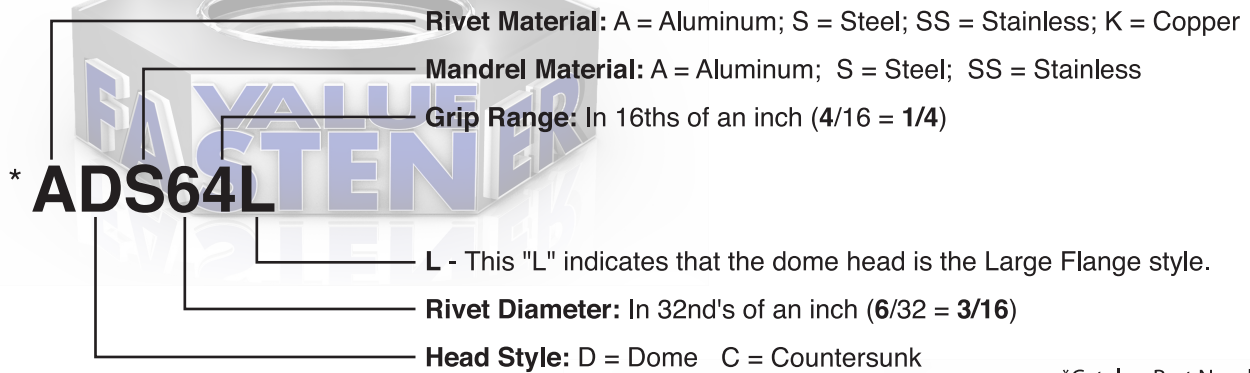 Rivet Material: A = Aluminum; S = Steel; SS = Stainless; K = Copper
Mandrel Material: A = Aluminum; S = Steel; SS = Stainless
Grip Range: In 16ths of an inch (4/16 = 1/4)
VALUE
FASTENER
* ADS64L
L - This "L" indicates that the dome head is the Large Flange style.
Rivet Diameter: In 32nd's of an inch (6/32 = 3/16)
Head Style: D = Dome C = Countersunk